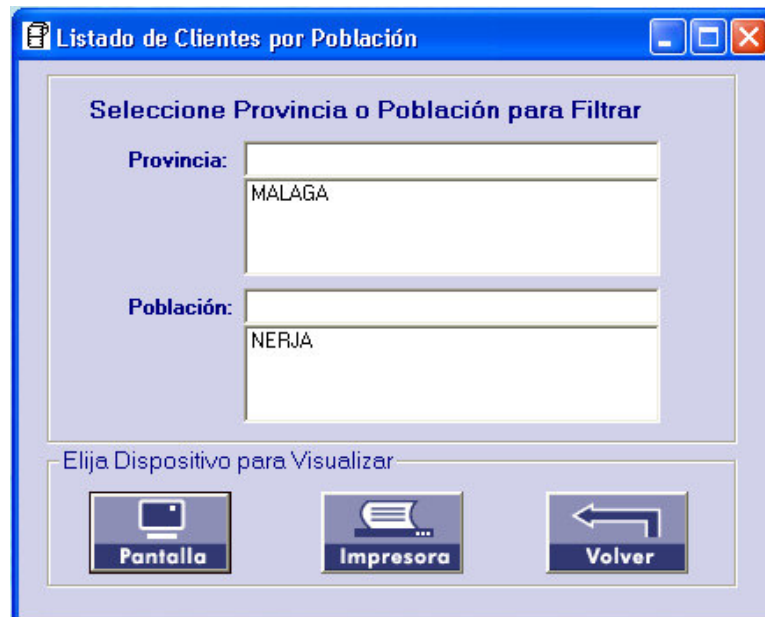 Listado de Clientes por Población
Seleccione Provincia o Población para Filtrar
Provincia:
MALAGA
Población:
NERJA
Elija Dispositivo para Visualizar
Pantalla
Impresora
Volver